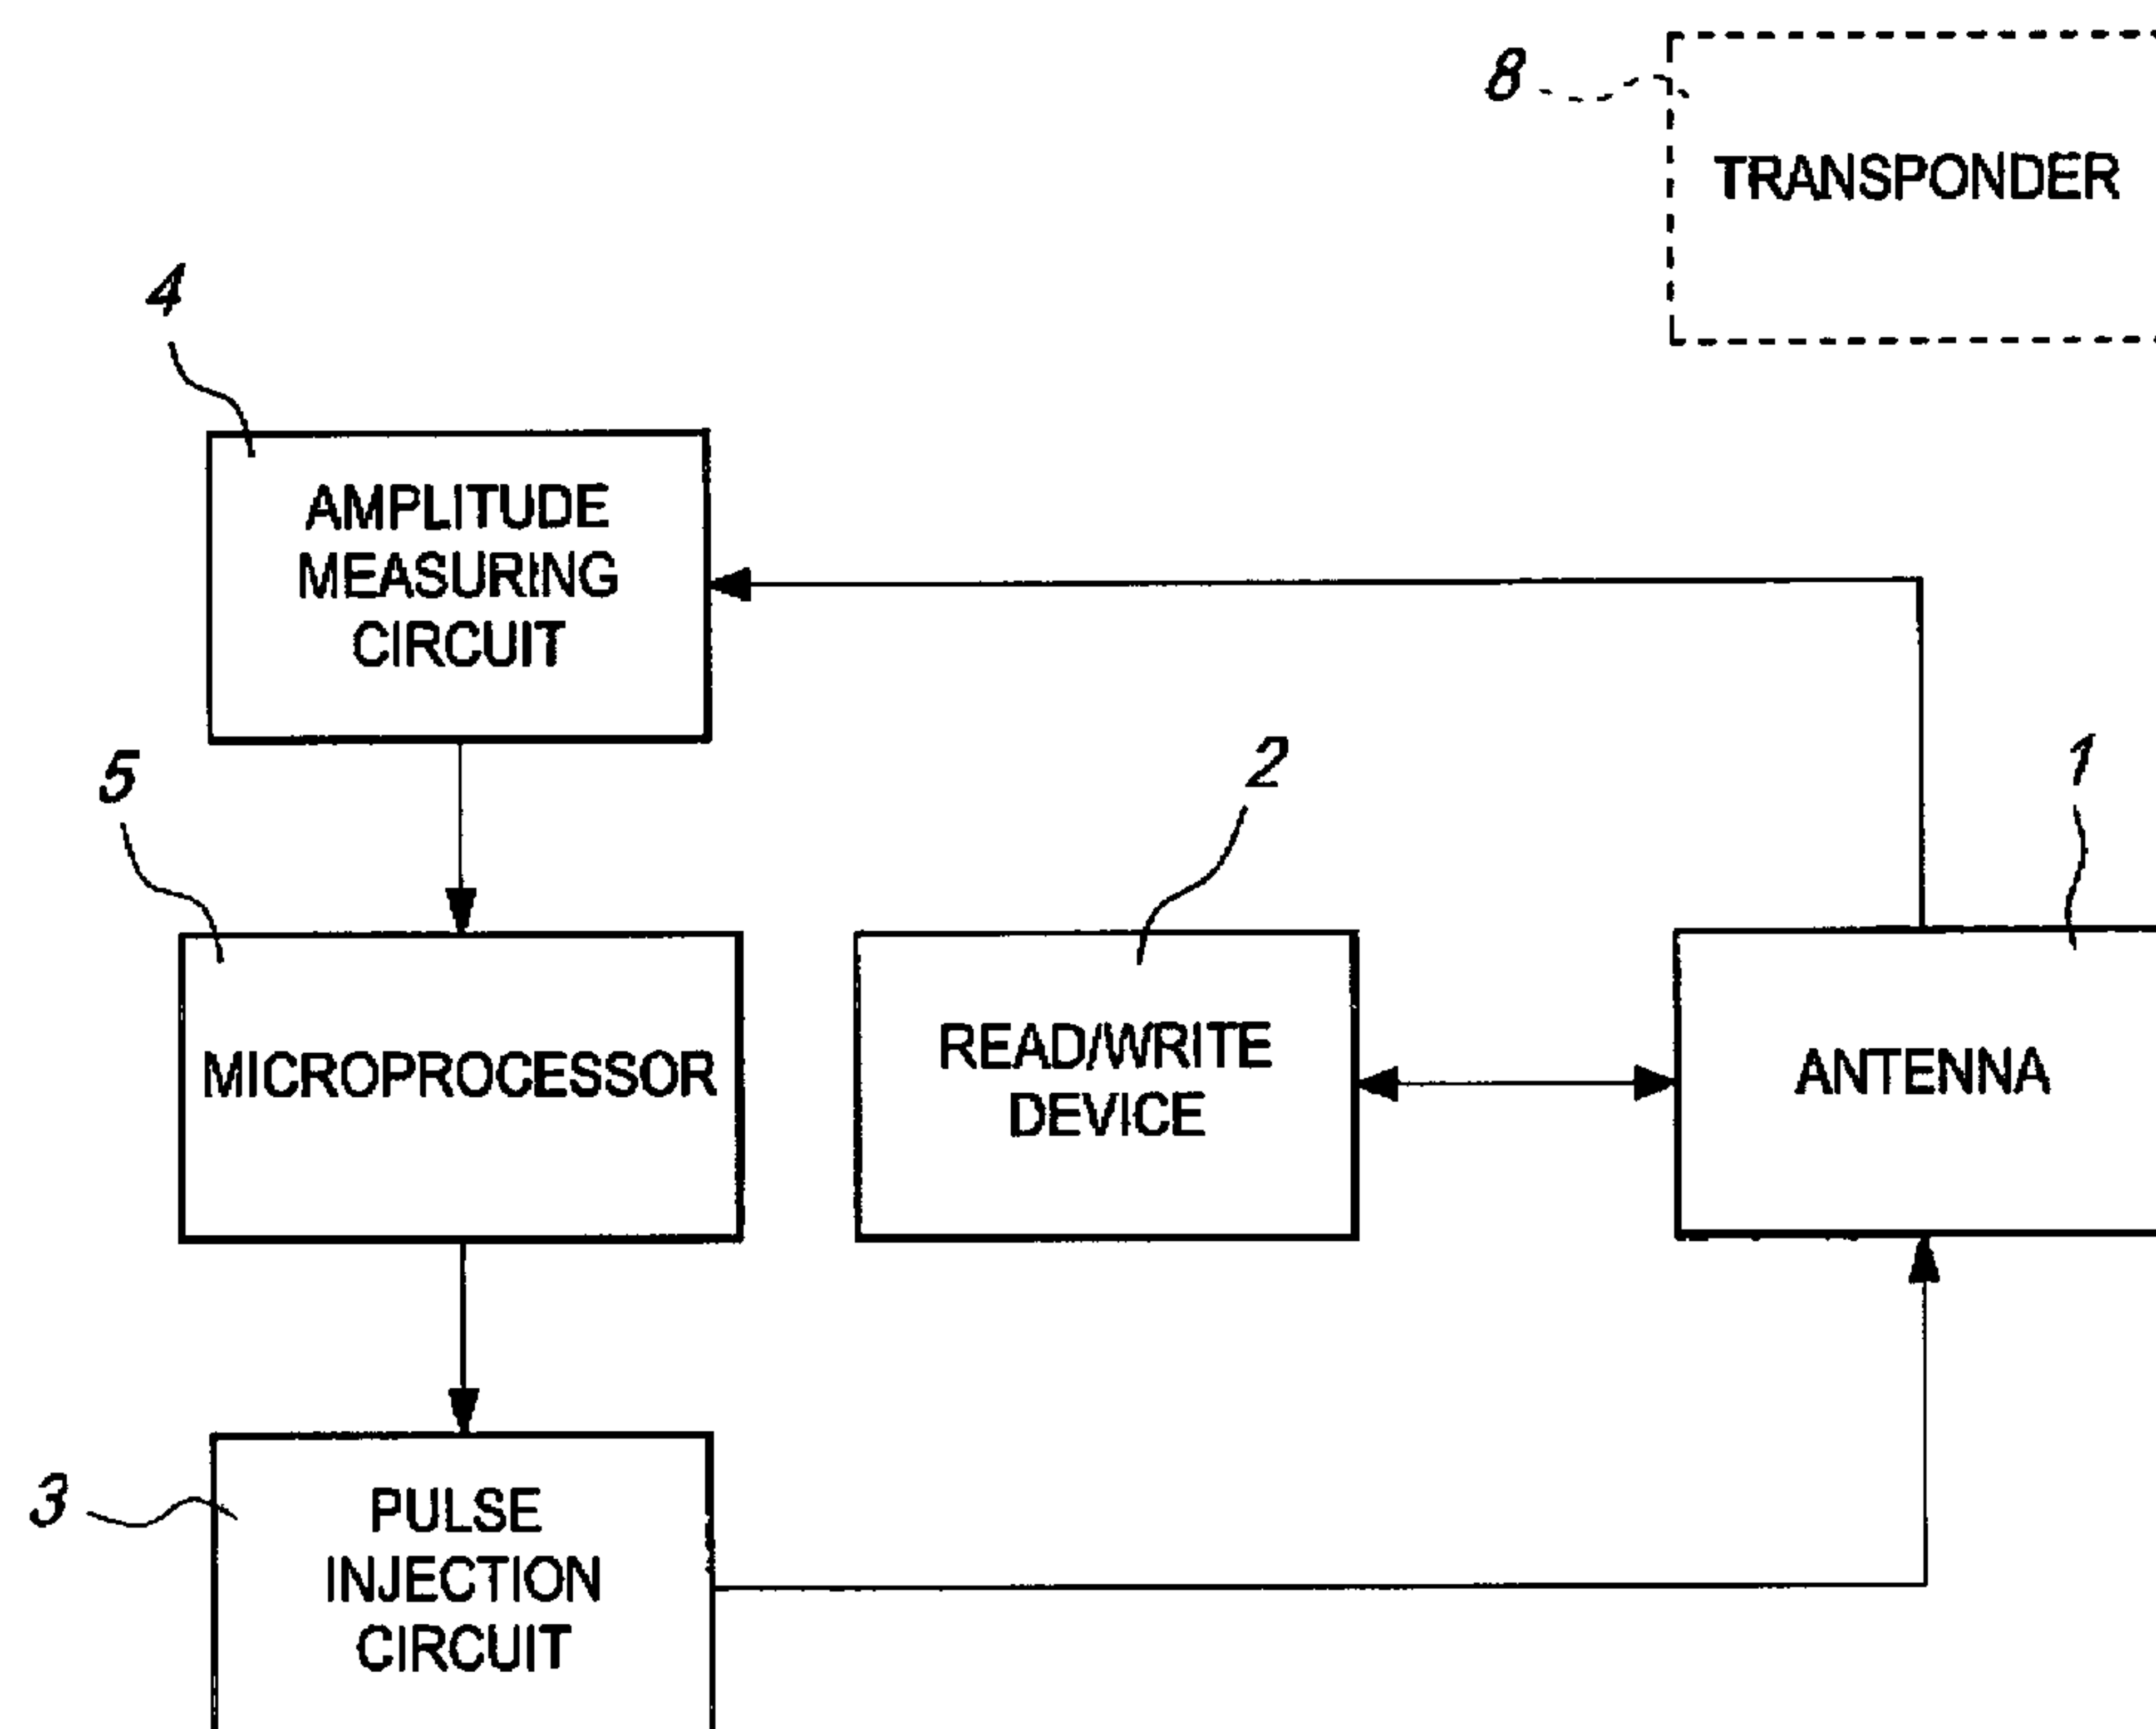 8
TRANSPONDER
4
AMPLITUDE
MEASURING
CIRCUIT
5
2
1
MICROPROCESSOR
READ/WRITE
DEVICE
ANTENNA
3
PULSE
INJECTION
CIRCUIT